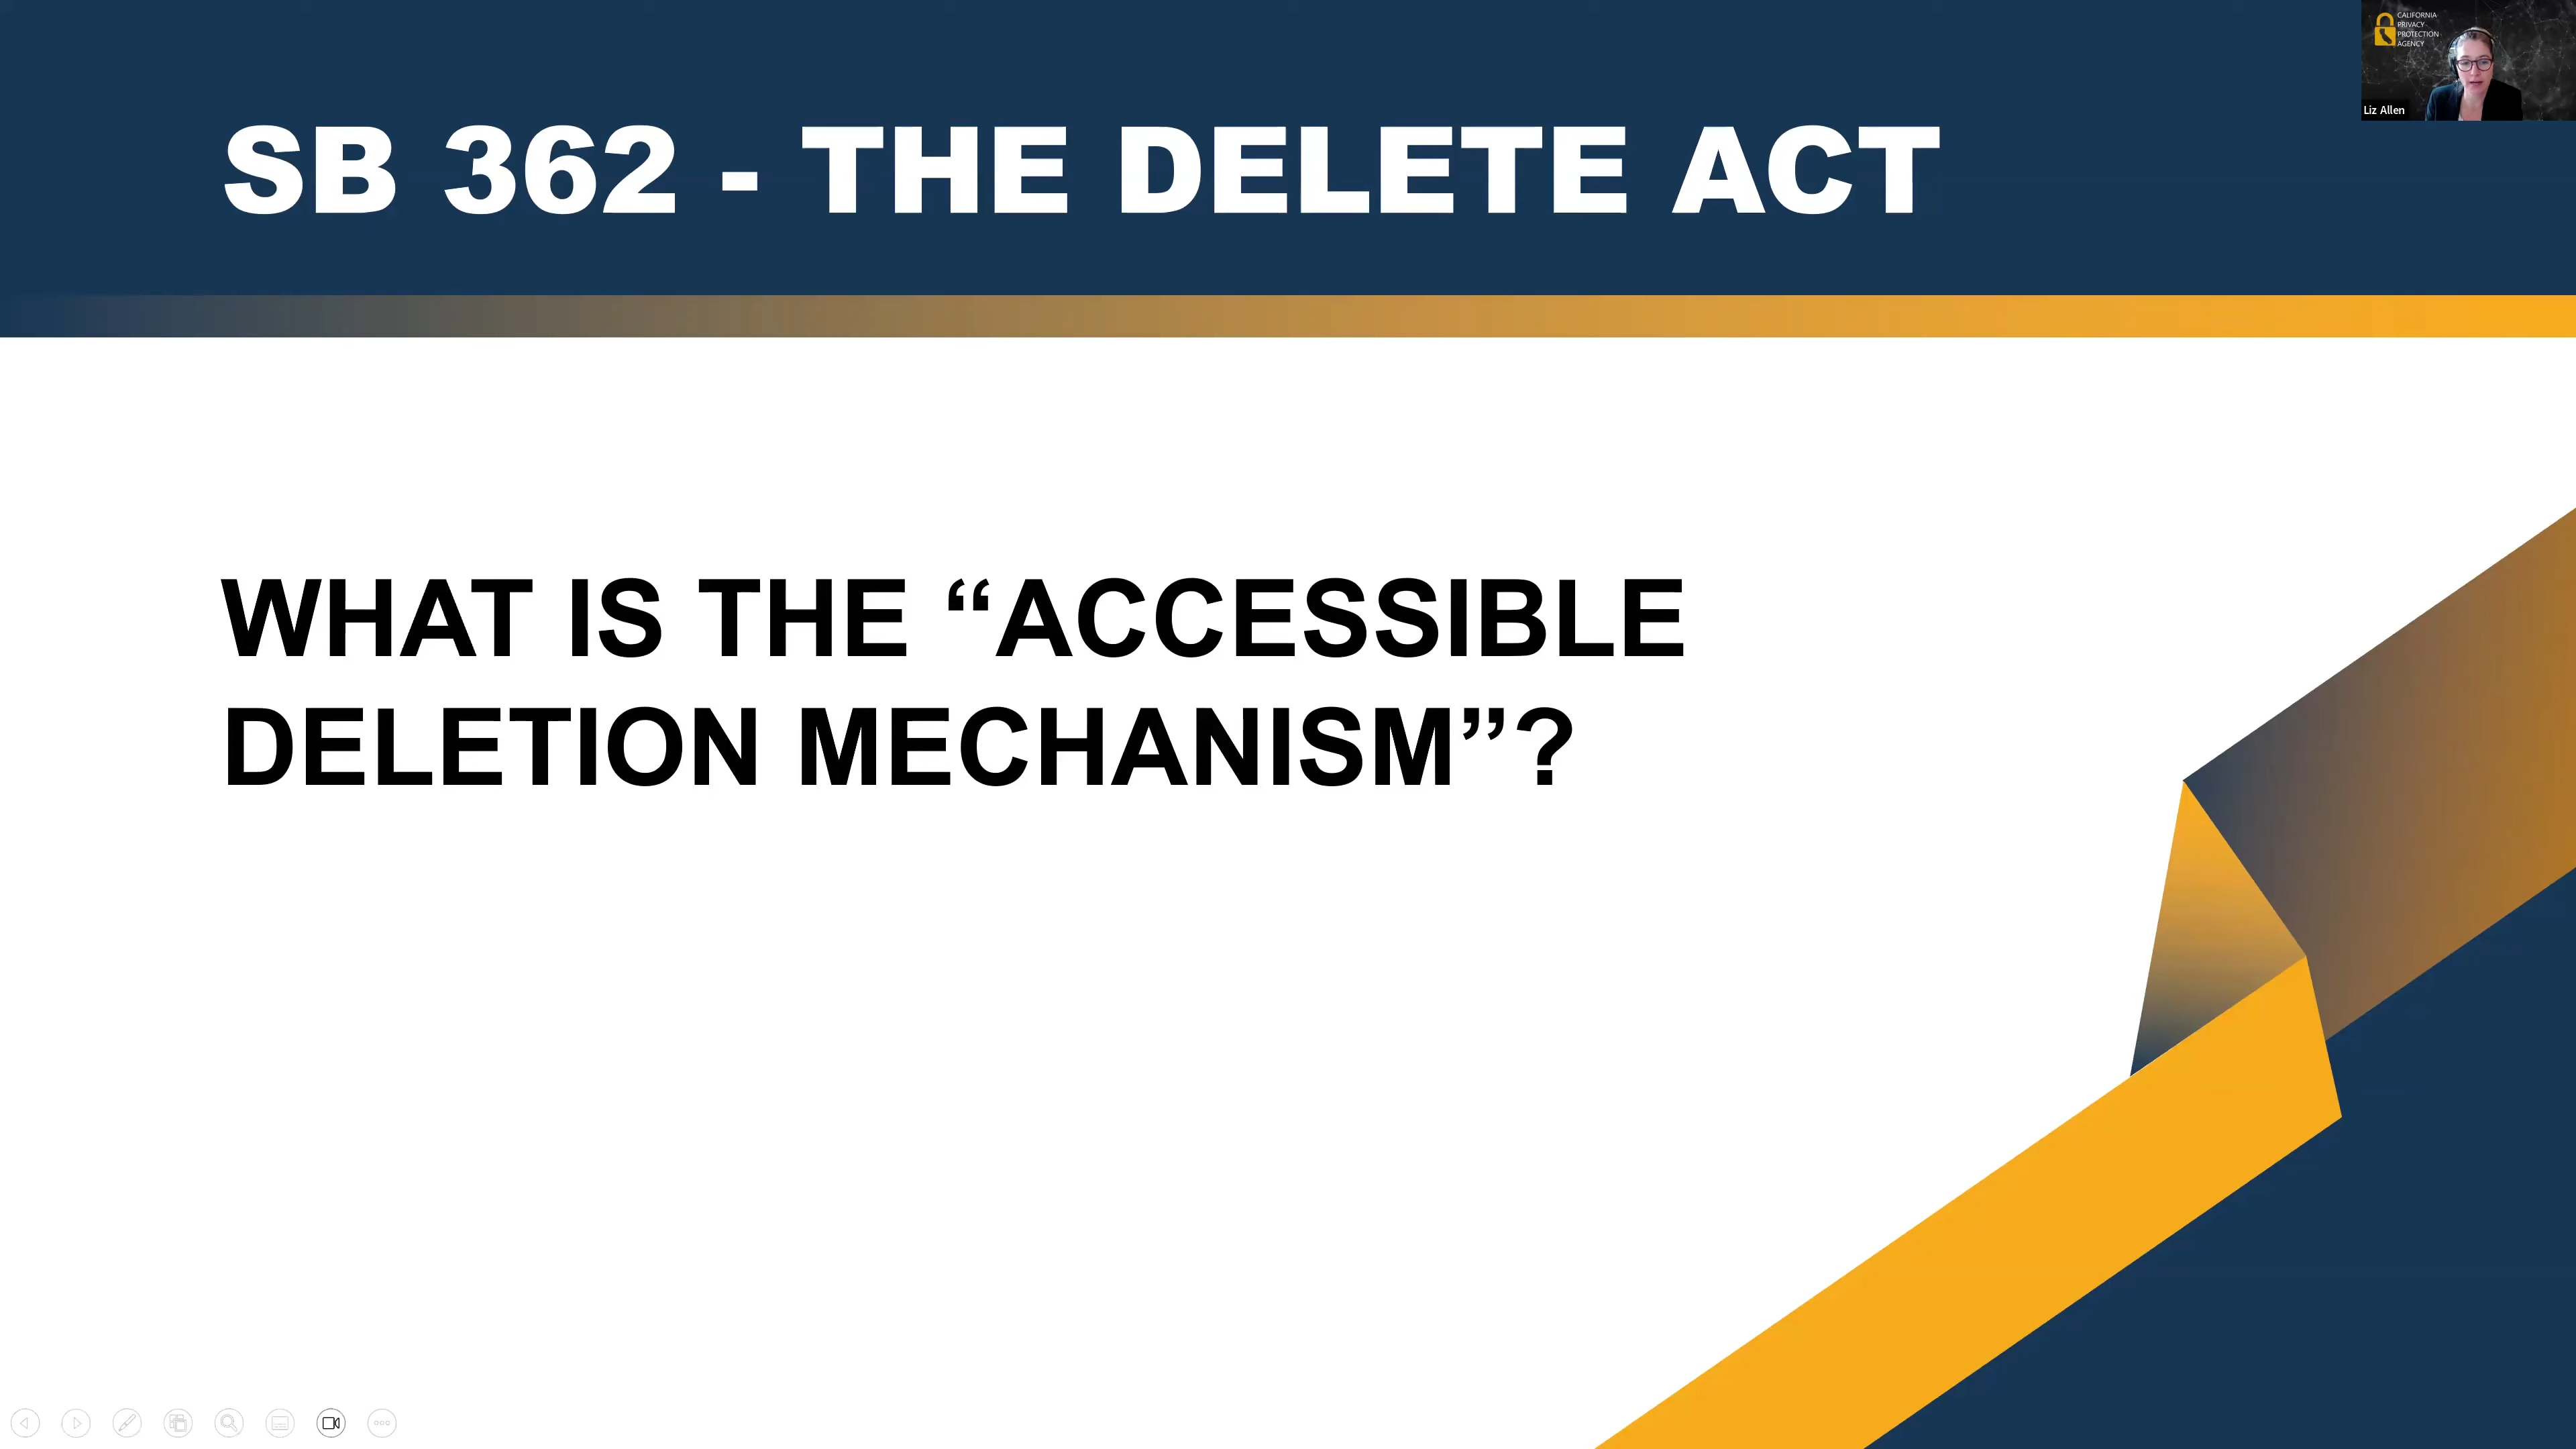 SB 362 - THE DELETE ACT
CALIFORNIA
PRIVACY
PROTECTION
AGENCY
Liz Allen
WHAT IS THE “ACCESSIBLE
DELETION MECHANISM”?